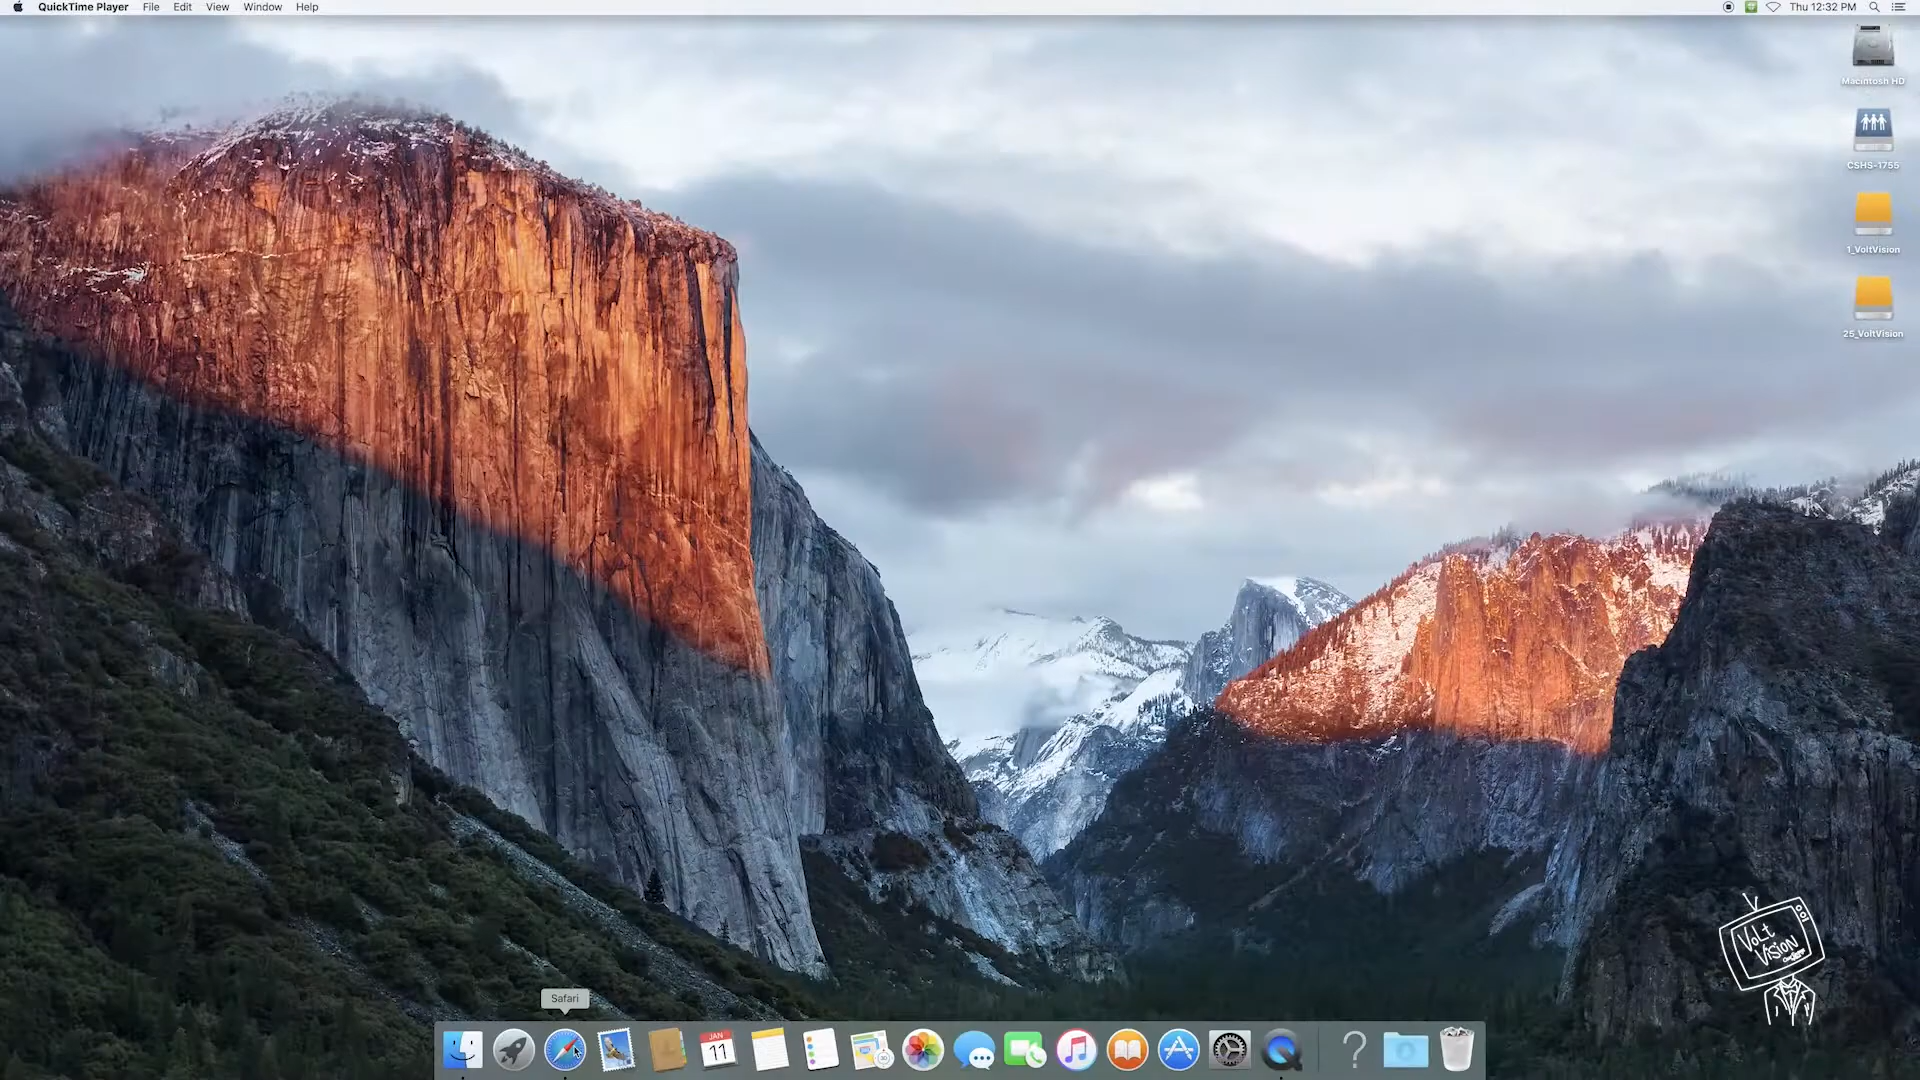 QuickTime Player File Edit View Window Help Thu 12:32 PM
Macintosh HD
CSHS-1755
1_VoltVision
25_VoltVision
VoLt
Vision
Safari
JAN
11
?